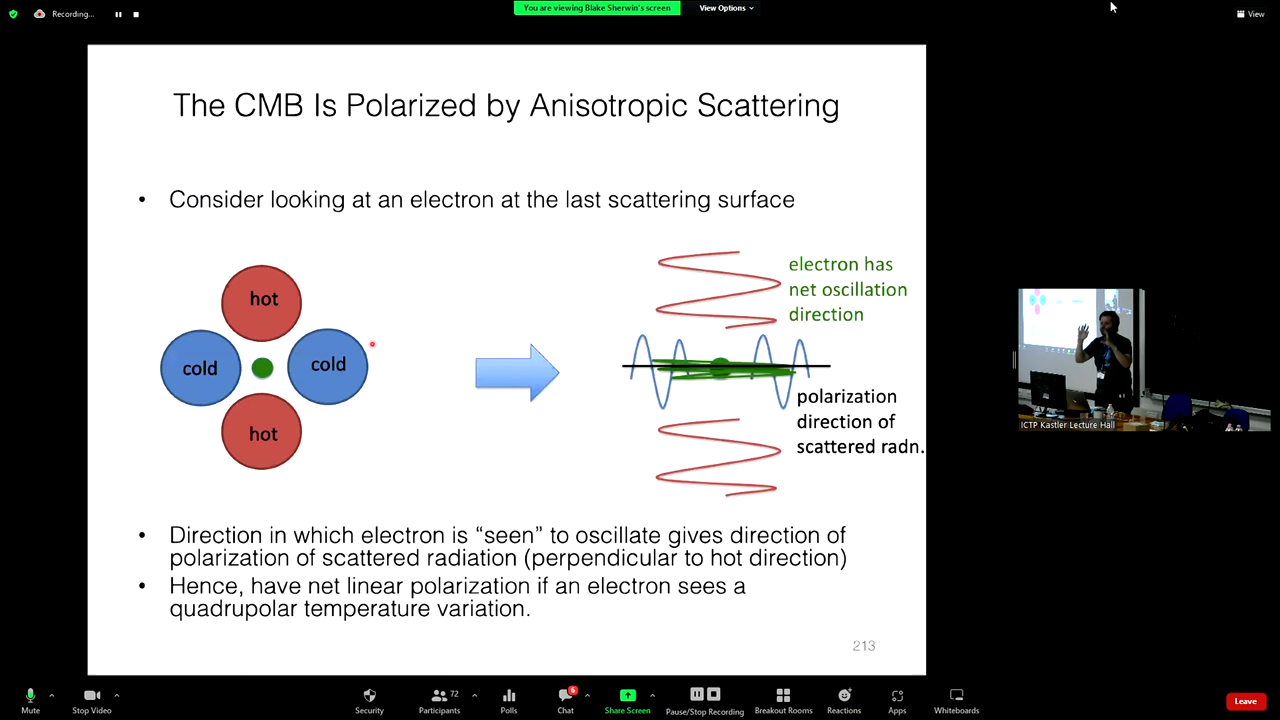 Recording...
You are viewing Blake Sherwin's screen
View Options
View
The CMB Is Polarized by Anisotropic Scattering
• Consider looking at an electron at the last scattering surface
hot
cold
cold
hot
electron has
net oscillation
direction
polarization
direction of
scattered radn.
ICTP Kastler Lecture Hall
• Direction in which electron is “seen” to oscillate gives direction of
polarization of scattered radiation (perpendicular to hot direction)
• Hence, have net linear polarization if an electron sees a
quadrupolar temperature variation.
213
Mute
Stop Video
Security
Participants
72
Polls
Chat
6
Share Screen
Pause/Stop Recording
Breakout Rooms
Reactions
Apps
Whiteboards
Leave